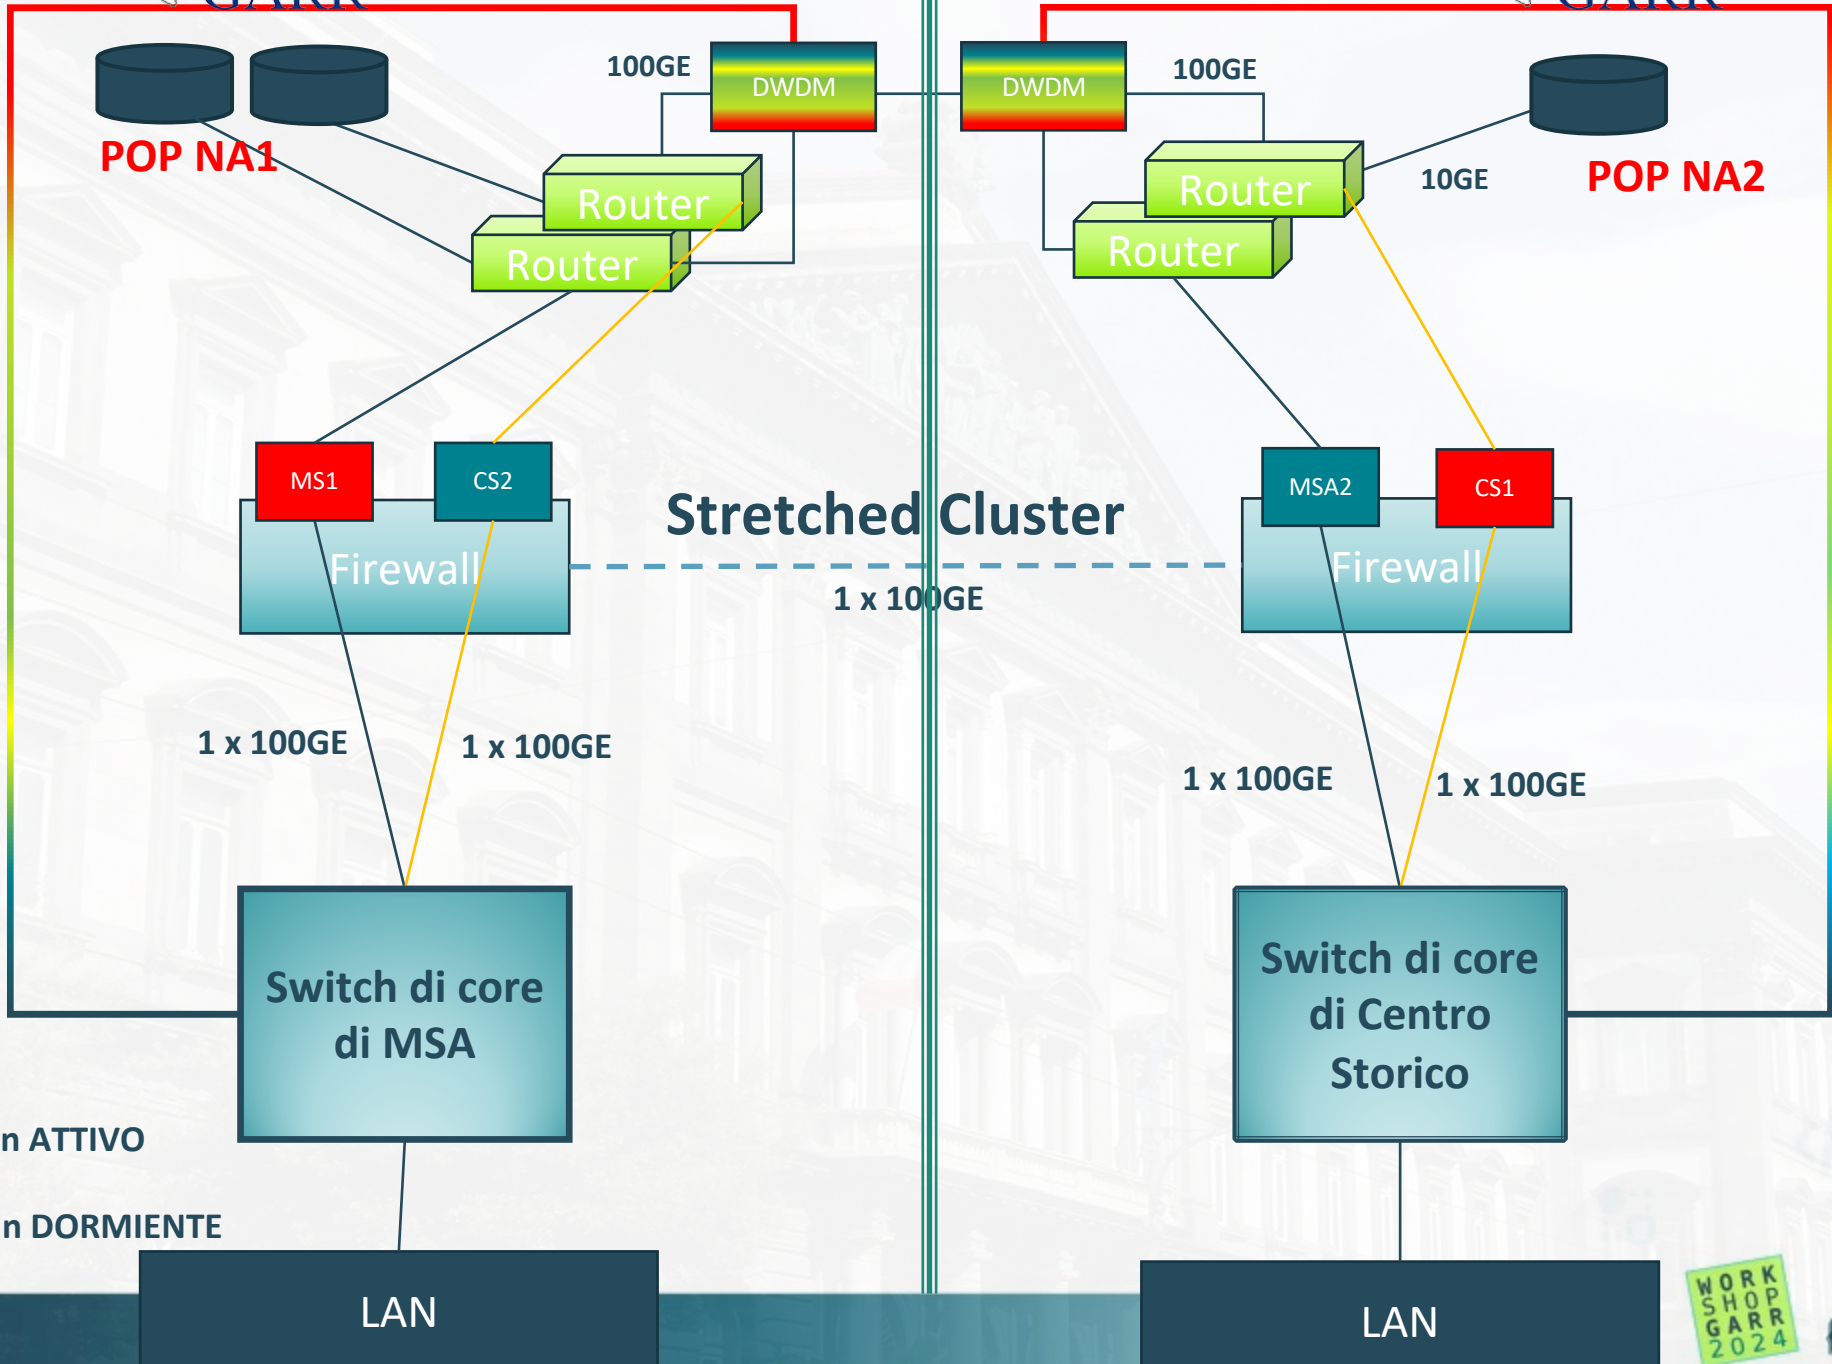 GARR
GARR
100GE
DWDM
DWDM
100GE
POP NA1
Router
Router
Router
Router
10GE
POP NA2
MS1
CS2
MSA2
CS1
Firewall
Stretched Cluster
1 x 100GE
Firewall
1 x 100GE
1 x 100GE
1 x 100GE
1 x 100GE
Switch di core
di MSA
Switch di core
di Centro
Storico
n ATTIVO
n DORMIENTE
LAN
LAN
WORK
SHOP
GARR
2024